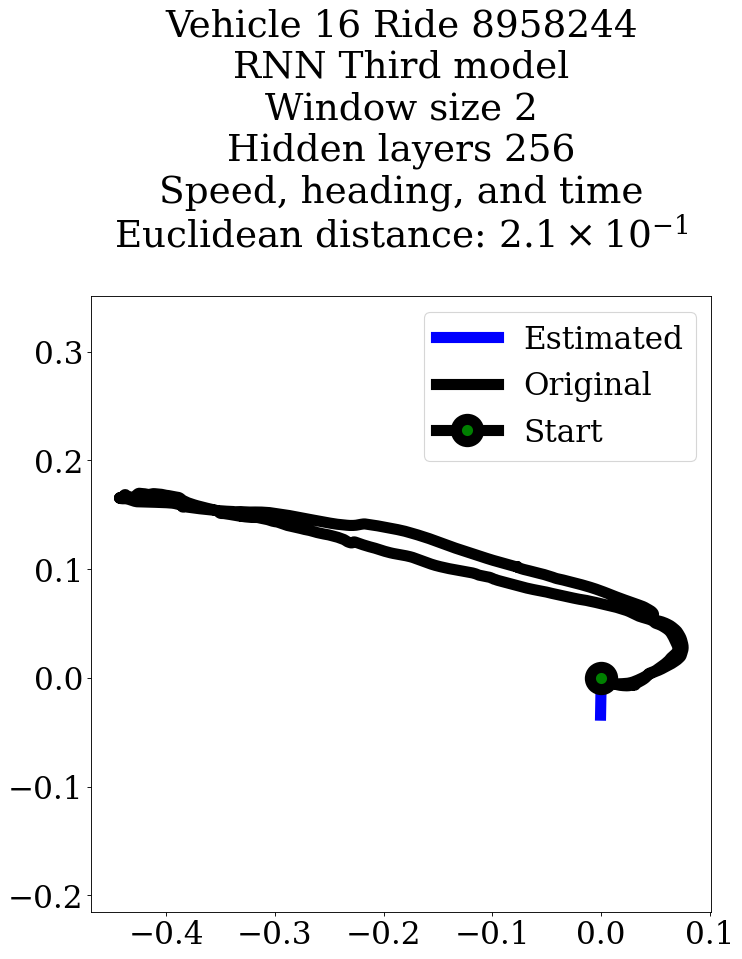 Vehicle 16 Ride 8958244
RNN Third model
Window size 2
Hidden layers 256
Speed, heading, and time
Euclidean distance: 2.1 × 10⁻¹
Estimated
Original
Start
0.3
0.2
0.1
0.0
−0.1
−0.2
−0.4 −0.3 −0.2 −0.1 0.0 0.1